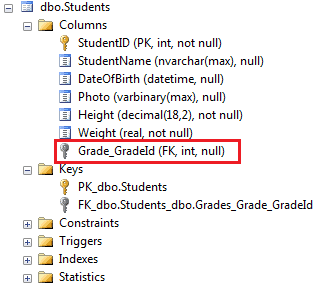 dbo.Students
Columns
StudentID (PK, int, not null)
StudentName (nvarchar(max), null)
DateOfBirth (datetime, null)
Photo (varbinary(max), null)
Height (decimal(18,2), not null)
Weight (real, not null)
Grade_GradeId (FK, int, null)
Keys
PK_dbo.Students
FK_dbo.Students_dbo.Grades_Grade_GradeId
Constraints
Triggers
Indexes
Statistics